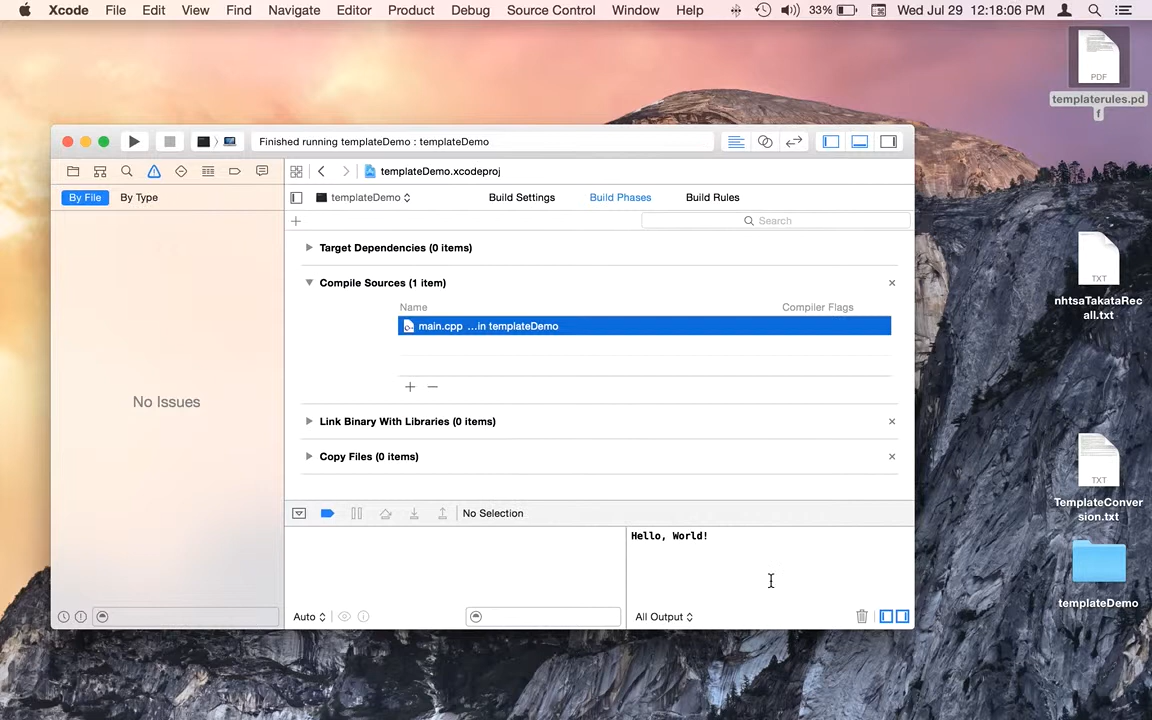 Xcode File Edit View Find Navigate Editor Product Debug Source Control Window Help 33% Wed Jul 29 12:18:06 PM
PDF
templaterules.pd
f
Finished running templateDemo : templateDemo
templateDemo.xcodeproj
By File By Type
templateDemo Build Settings Build Phases Build Rules
Search
Target Dependencies (0 items)
Compile Sources (1 item)
Name Compiler Flags
main.cpp ...in templateDemo
No Issues
Link Binary With Libraries (0 items)
Copy Files (0 items)
No Selection
Hello, World!
Auto All Output
TXT
nhtsaTakataRec
all.txt
TXT
TemplateConver
sion.txt
templateDemo